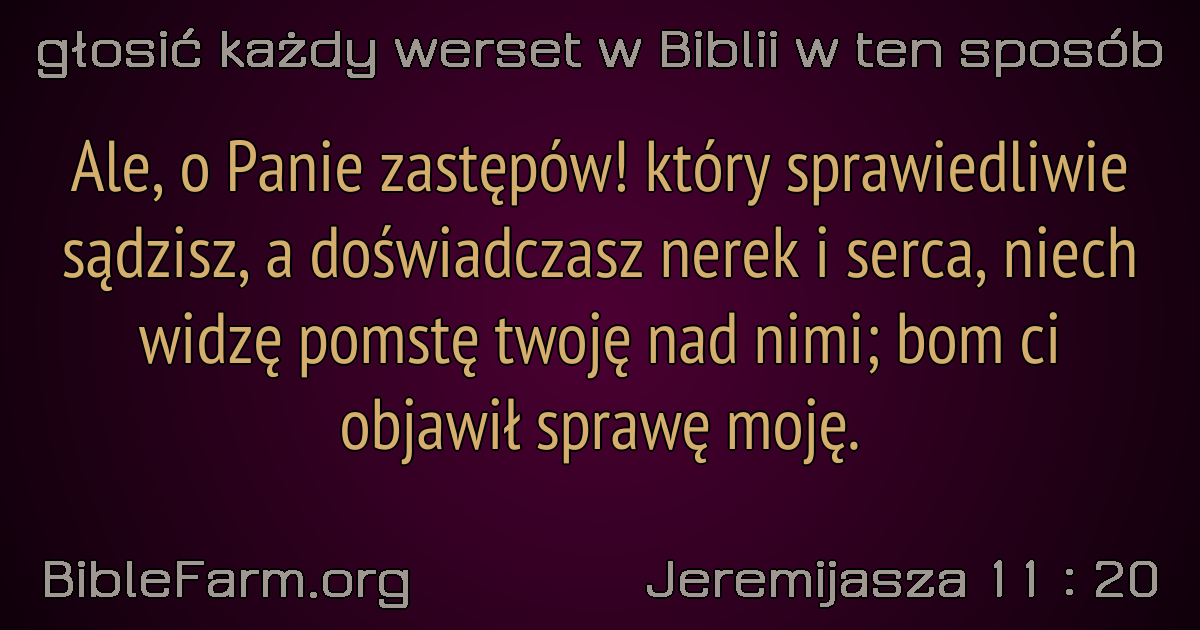 głosić każdy werset w Biblii w ten sposób
Ale, o Panie zastępów! który sprawiedliwie
sądzisz, a doświadczasz nerek i serca, niech
widzę pomstę twoję nad nimi; bom ci
objawił sprawę moję.
BibleFarm.org
Jeremijasza 11 : 20